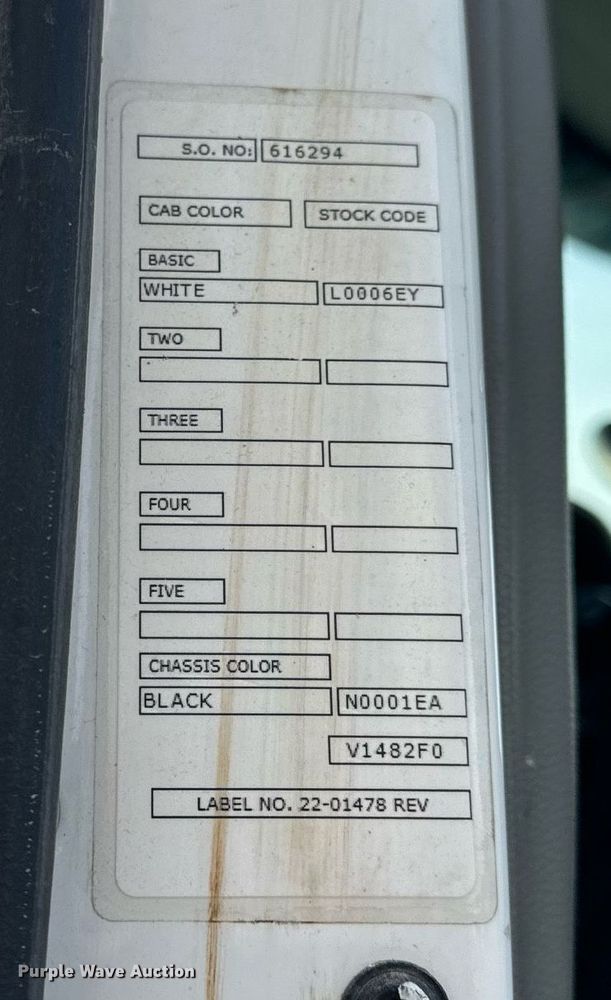 S.O. NO: 616294
CAB COLOR STOCK CODE
BASIC
WHITE L0006EY
TWO
THREE
FOUR
FIVE
CHASSIS COLOR
BLACK N0001EA
V1482F0
LABEL NO. 22-01478 REV
Purple Wave Auction